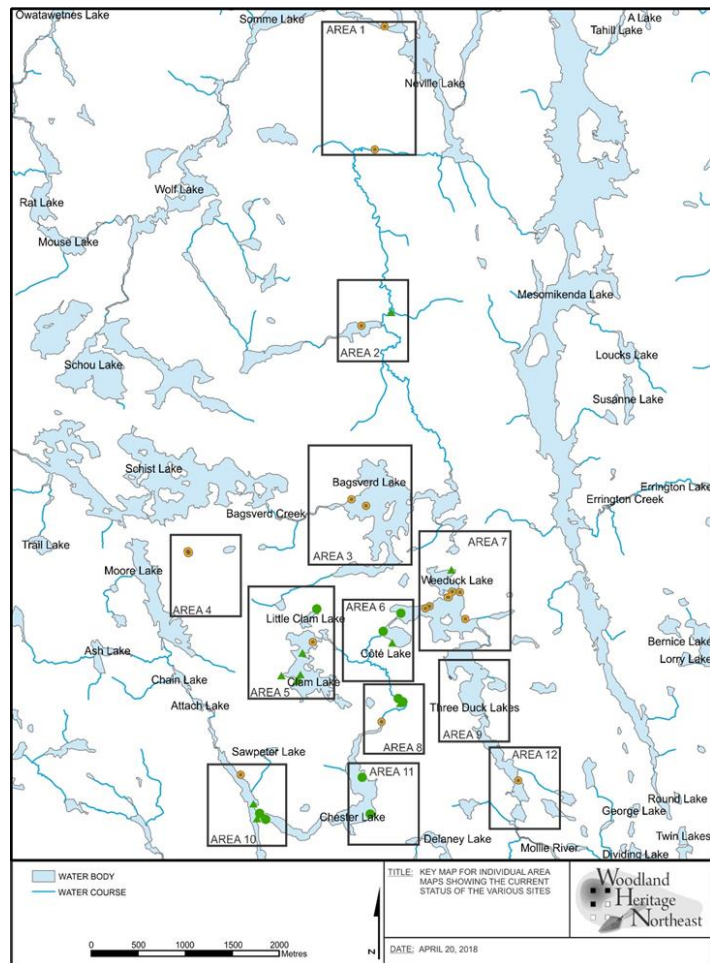 Owatawetnes Lake
Somme Lake
A Lake
Tahill Lake
AREA 1
Neville Lake
Wolf Lake
Rat Lake
Mouse Lake
Mesomikenda Lake
AREA 2
Schou Lake
Loucks Lake
Susanne Lake
Schist Lake
Bagsverd Lake
Errington Lake
Errington Creek
Bagsverd Creek
Trail Lake
AREA 3
AREA 7
Moore Lake
Weeduck Lake
AREA 4
AREA 6
Little Clam Lake
Bernice Lake
Côté Lake
Ash Lake
Lorry Lake
Chain Lake
AREA 5
Clam Lake
Attach Lake
Three Duck Lakes
AREA 9
AREA 8
Sawpeter Lake
AREA 12
AREA 11
Round Lake
George Lake
Chester Lake
AREA 10
Delaney Lake
Mollie River
Twin Lakes
Dividing Lake
WATER BODY
WATER COURSE
0 500 1000 1500 2000
Metres
N
TITLE: KEY MAP FOR INDIVIDUAL AREA
MAPS SHOWING THE CURRENT
STATUS OF THE VARIOUS SITES
DATE: APRIL 20, 2018
Woodland
Heritage
Northeast